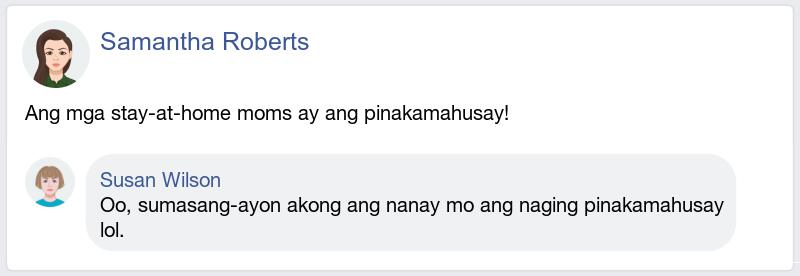 Samantha Roberts
Ang mga stay-at-home moms ay ang pinakamahusay!
Susan Wilson
Oo, sumasang-ayon akong ang nanay mo ang naging pinakamahusay
lol.